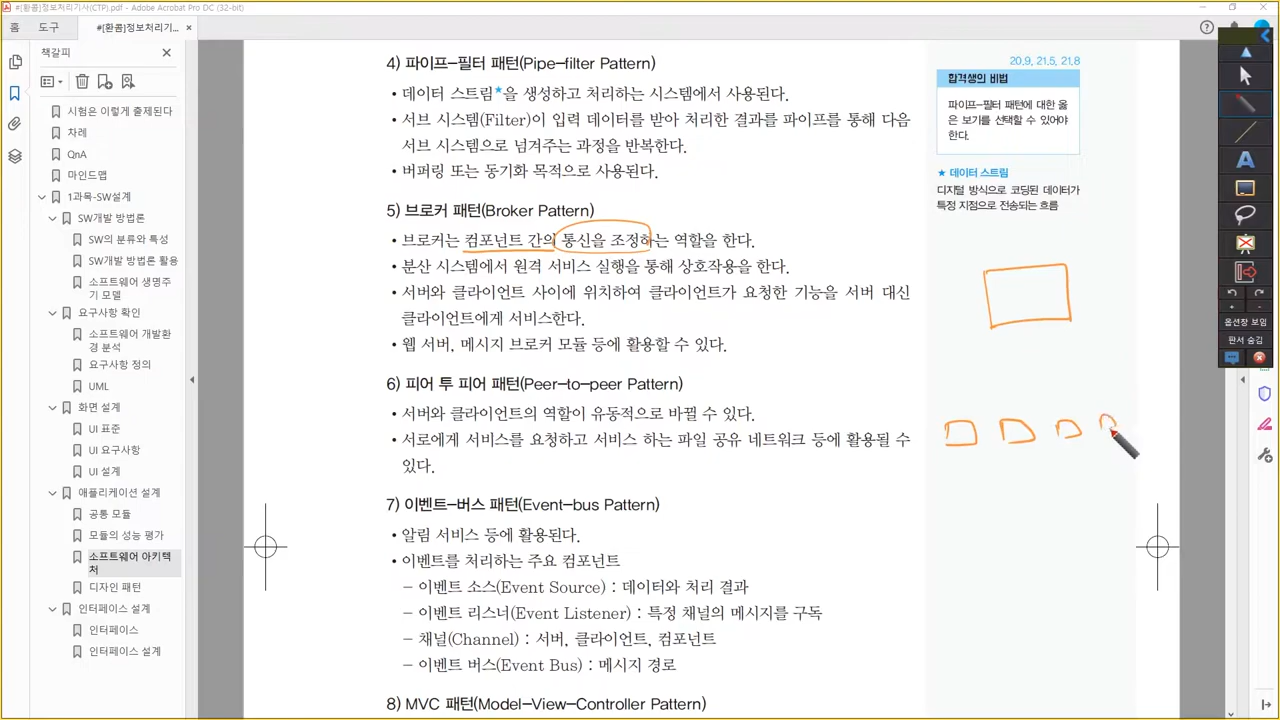 #[환콤]정보처리기사(CTP).pdf - Adobe Acrobat Pro DC (32-bit)
홈
도구
#[환콤]정보처리기...
책갈피
시험은 이렇게 출제된다
차례
QnA
마인드맵
1과목-SW설계
SW개발 방법론
SW의 분류와 특성
SW개발 방법론 활용
소프트웨어 생명주
기 모델
요구사항 확인
소프트웨어 개발환
경 분석
요구사항 정의
UML
화면 설계
UI 표준
UI 요구사항
UI 설계
애플리케이션 설계
공통 모듈
모듈의 성능 평가
소프트웨어 아키텍
처
디자인 패턴
인터페이스 설계
인터페이스
인터페이스 설계
4) 파이프-필터 패턴(Pipe-filter Pattern)
• 데이터 스트림★을 생성하고 처리하는 시스템에서 사용된다.
• 서브 시스템(Filter)이 입력 데이터를 받아 처리한 결과를 파이프를 통해 다음
서브 시스템으로 넘겨주는 과정을 반복한다.
• 버퍼링 또는 동기화 목적으로 사용된다.
5) 브로커 패턴(Broker Pattern)
• 브로커는 컴포넌트 간의 통신을 조정하는 역할을 한다.
• 분산 시스템에서 원격 서비스 실행을 통해 상호작용을 한다.
• 서버와 클라이언트 사이에 위치하여 클라이언트가 요청한 기능을 서버 대신
클라이언트에게 서비스한다.
• 웹 서버, 메시지 브로커 모듈 등에 활용할 수 있다.
6) 피어 투 피어 패턴(Peer-to-peer Pattern)
• 서버와 클라이언트의 역할이 유동적으로 바뀔 수 있다.
• 서로에게 서비스를 요청하고 서비스 하는 파일 공유 네트워크 등에 활용될 수
있다.
7) 이벤트-버스 패턴(Event-bus Pattern)
• 알림 서비스 등에 활용된다.
• 이벤트를 처리하는 주요 컴포넌트
- 이벤트 소스(Event Source) : 데이터와 처리 결과
- 이벤트 리스너(Event Listener) : 특정 채널의 메시지를 구독
- 채널(Channel) : 서버, 클라이언트, 컴포넌트
- 이벤트 버스(Event Bus) : 메시지 경로
8) MVC 패턴(Model-View-Controller Pattern)
20.9, 21.5, 21.8
합격생의 비법
파이프-필터 패턴에 대한 옳
은 보기를 선택할 수 있어야
한다.
★ 데이터 스트림
디지털 방식으로 코딩된 데이터가
특정 지점으로 전송되는 흐름
A
옵션창 보임
판서 숨김